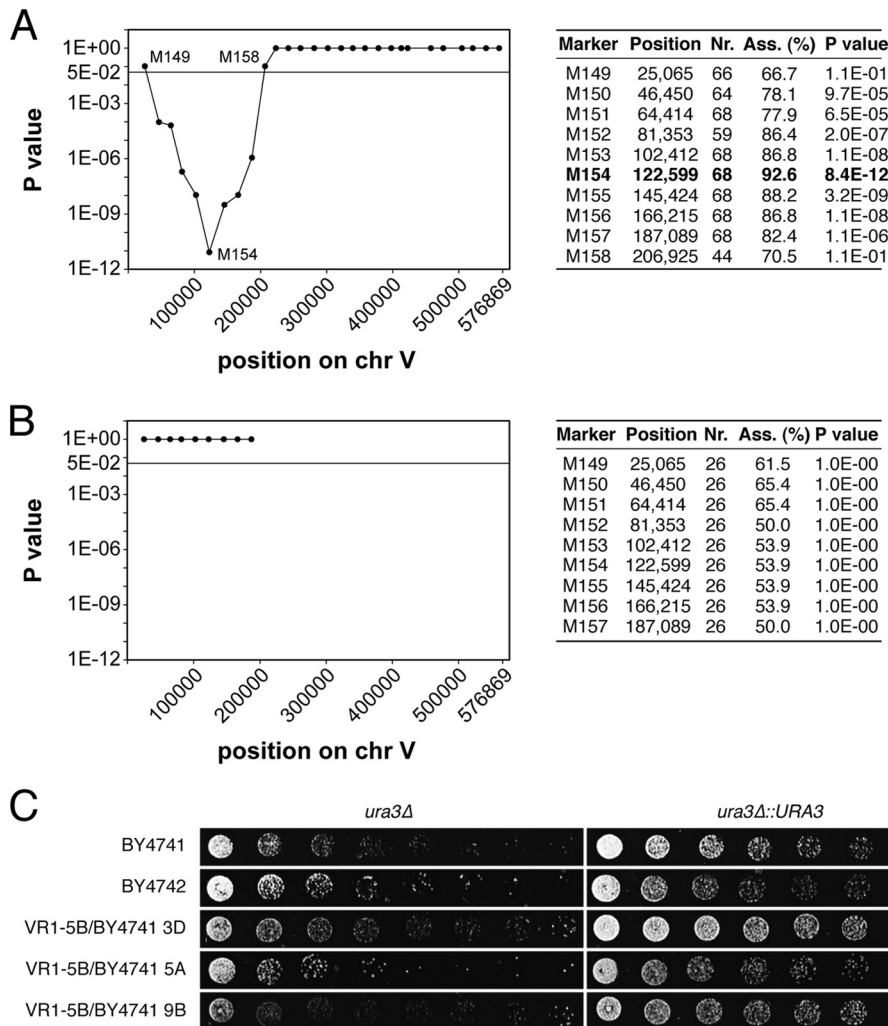 A
1E+00
5E-02
1E-03
1E-06
1E-09
1E-12
P value
M149
M158
M154
100000
200000
300000
400000
500000
576869
position on chr V
Marker Position Nr. Ass. (%) P value
M149 25,065 66 66.7 1.1E-01
M150 46,450 64 78.1 9.7E-05
M151 64,414 68 77.9 6.5E-05
M152 81,353 59 86.4 2.0E-07
M153 102,412 68 86.8 1.1E-08
M154 122,599 68 92.6 8.4E-12
M155 145,424 68 88.2 3.2E-09
M156 166,215 68 86.8 1.1E-08
M157 187,089 68 82.4 1.1E-06
M158 206,925 44 70.5 1.1E-01
B
1E+00
5E-02
1E-03
1E-06
1E-09
1E-12
P value
100000
200000
300000
400000
500000
576869
position on chr V
Marker Position Nr. Ass. (%) P value
M149 25,065 26 61.5 1.0E-00
M150 46,450 26 65.4 1.0E-00
M151 64,414 26 65.4 1.0E-00
M152 81,353 26 50.0 1.0E-00
M153 102,412 26 53.9 1.0E-00
M154 122,599 26 53.9 1.0E-00
M155 145,424 26 53.9 1.0E-00
M156 166,215 26 53.9 1.0E-00
M157 187,089 26 50.0 1.0E-00
C
ura3Δ ura3Δ::URA3
BY4741
BY4742
VR1-5B/BY4741 3D
VR1-5B/BY4741 5A
VR1-5B/BY4741 9B